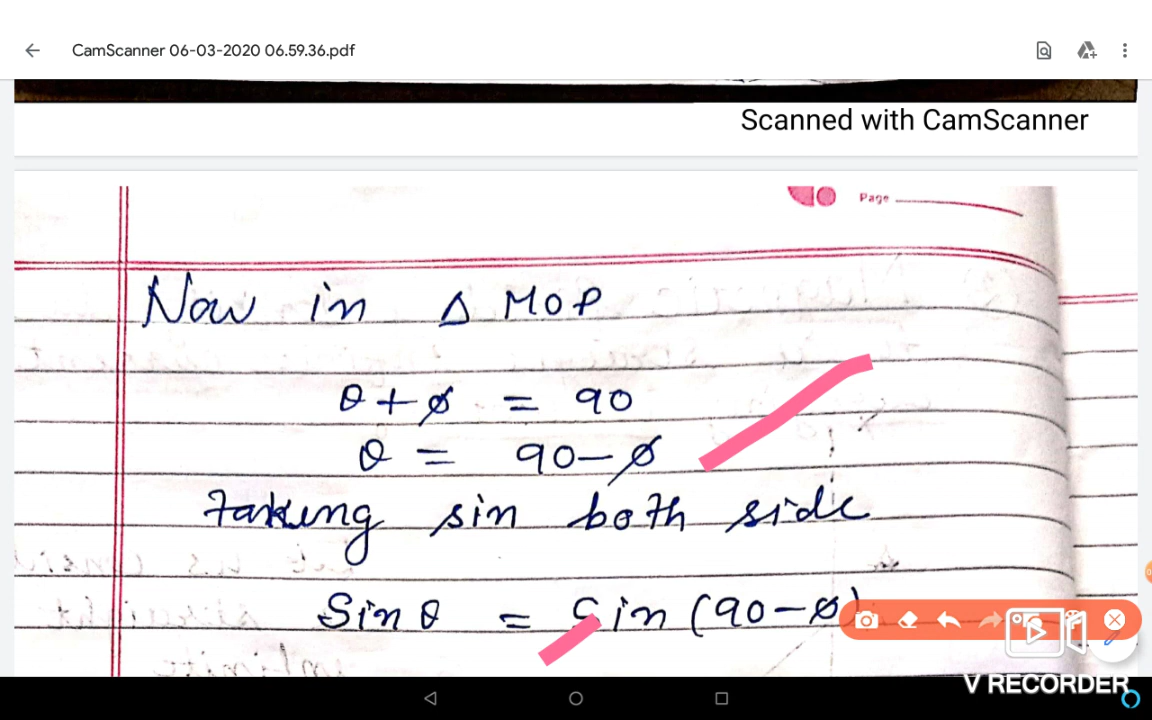 CamScanner 06-03-2020 06.59.36.pdf
Scanned with CamScanner
Page
Now in Δ MOP
θ + ø = 90
θ = 90 - ø
taking sin both side
Sin θ = Sin (90 - ø)
V RECORDER